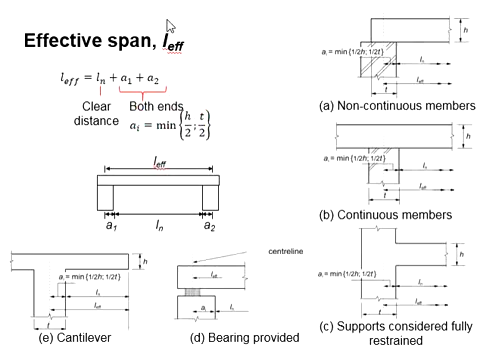 Effective span, leff
leff = ln + a1 + a2
Clear distance
Both ends
ai = min {h/2; t/2}
leff
a1
ln
a2
ai = min {1/2h; 1/2t}
h
ln
leff
t
(a) Non-continuous members
h
ai = min {1/2h; 1/2t}
ln
leff
t
(b) Continuous members
h
ai = min {1/2h; 1/2t}
ln
leff
t
(c) Supports considered fully
restrained
centreline
leff
ai
ln
(d) Bearing provided
h
ai = min {1/2h; 1/2t}
ln
leff
t
(e) Cantilever